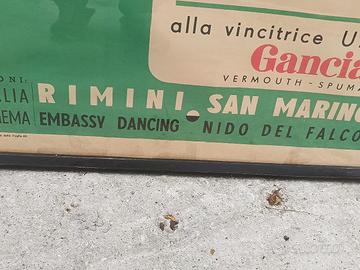 alla vincitrice U
Gancia
VERMOUTH - SPUMA
ONI:
LIA
EMA
RIMINI. SAN MARINO
EMBASSY DANCING NIDO DEL FALCO